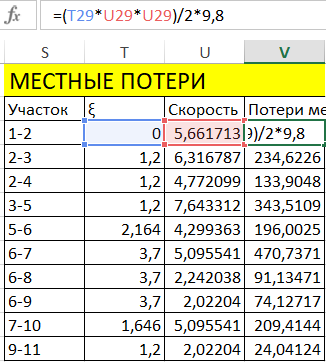 fx =(T29*U29*U29)/2*9,8
S T U V
МЕСТНЫЕ ПОТЕРИ
Участок ξ Скорость Потери ме
1-2 0 5,661713 9)/2*9,8
2-3 1,2 6,316787 234,6226
2-4 1,2 4,772099 133,9048
3-5 1,2 7,643312 343,5109
5-6 2,164 4,299363 196,0025
6-7 3,7 5,095541 470,7371
6-8 3,7 2,242038 91,13471
6-9 3,7 2,02204 74,12717
7-10 1,646 5,095541 209,4144
9-11 1,2 2,02204 24,04124